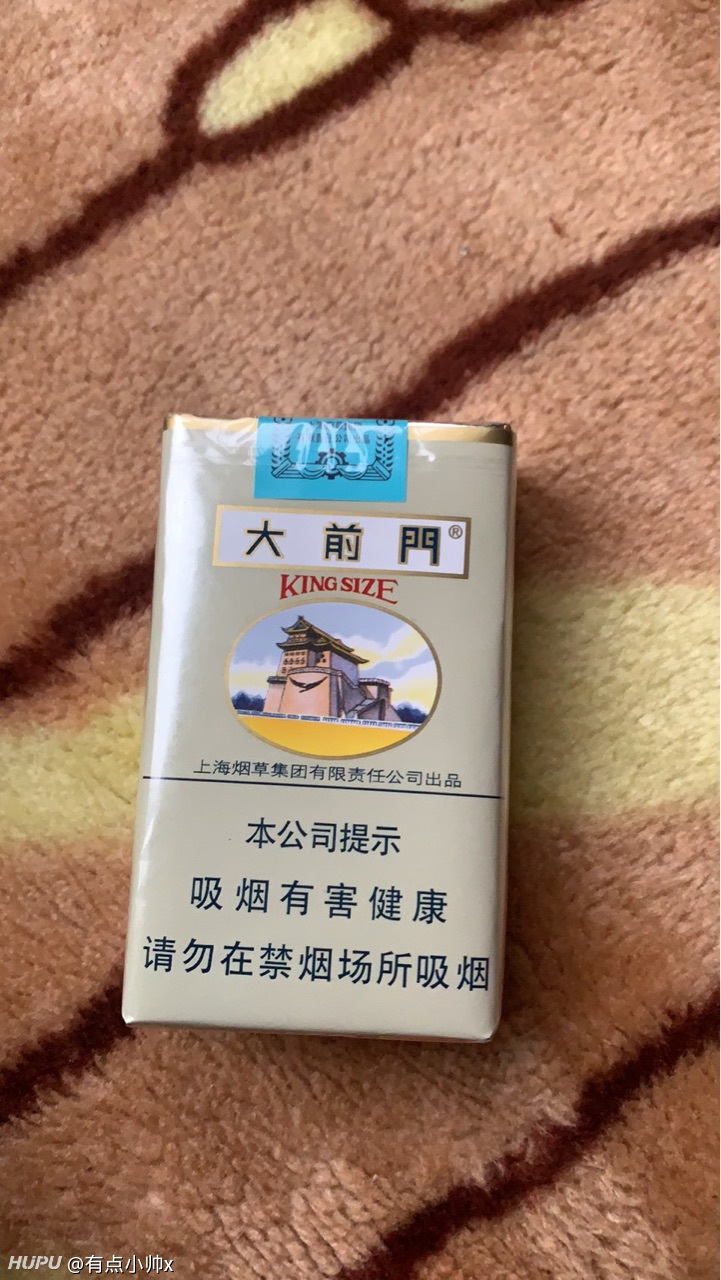 大前門®
KING SIZE
上海烟草集团有限责任公司出品
本公司提示
吸烟有害健康
请勿在禁烟场所吸烟
HUPU @有点小帅x